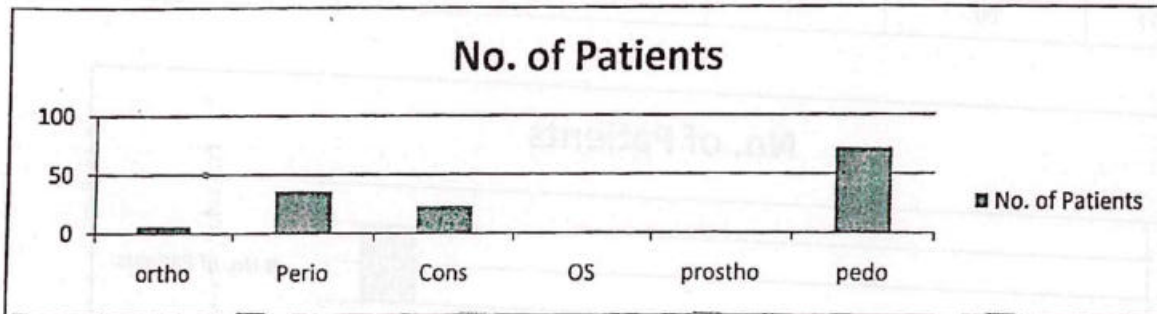 No. of Patients
100
50
0
ortho Perio Cons OS prostho pedo
No. of Patients